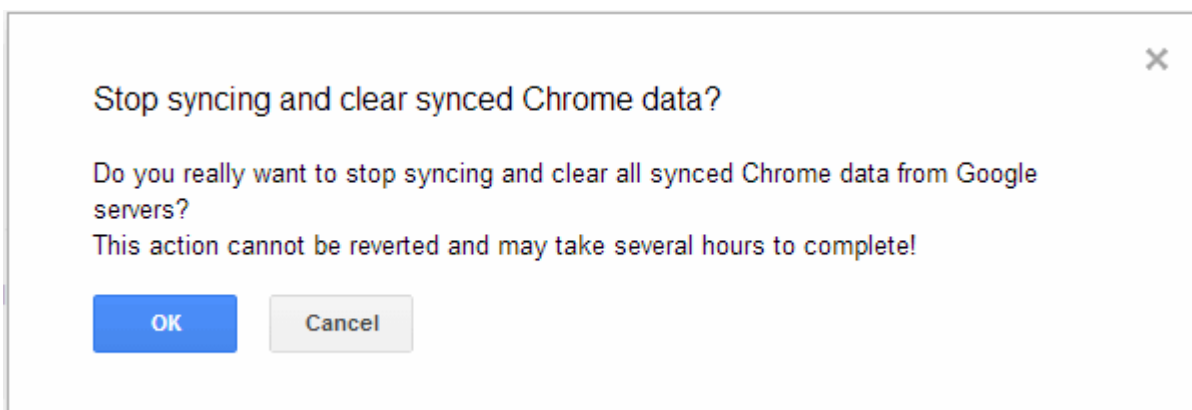 Stop syncing and clear synced Chrome data?
Do you really want to stop syncing and clear all synced Chrome data from Google
servers?
This action cannot be reverted and may take several hours to complete!
OK
Cancel